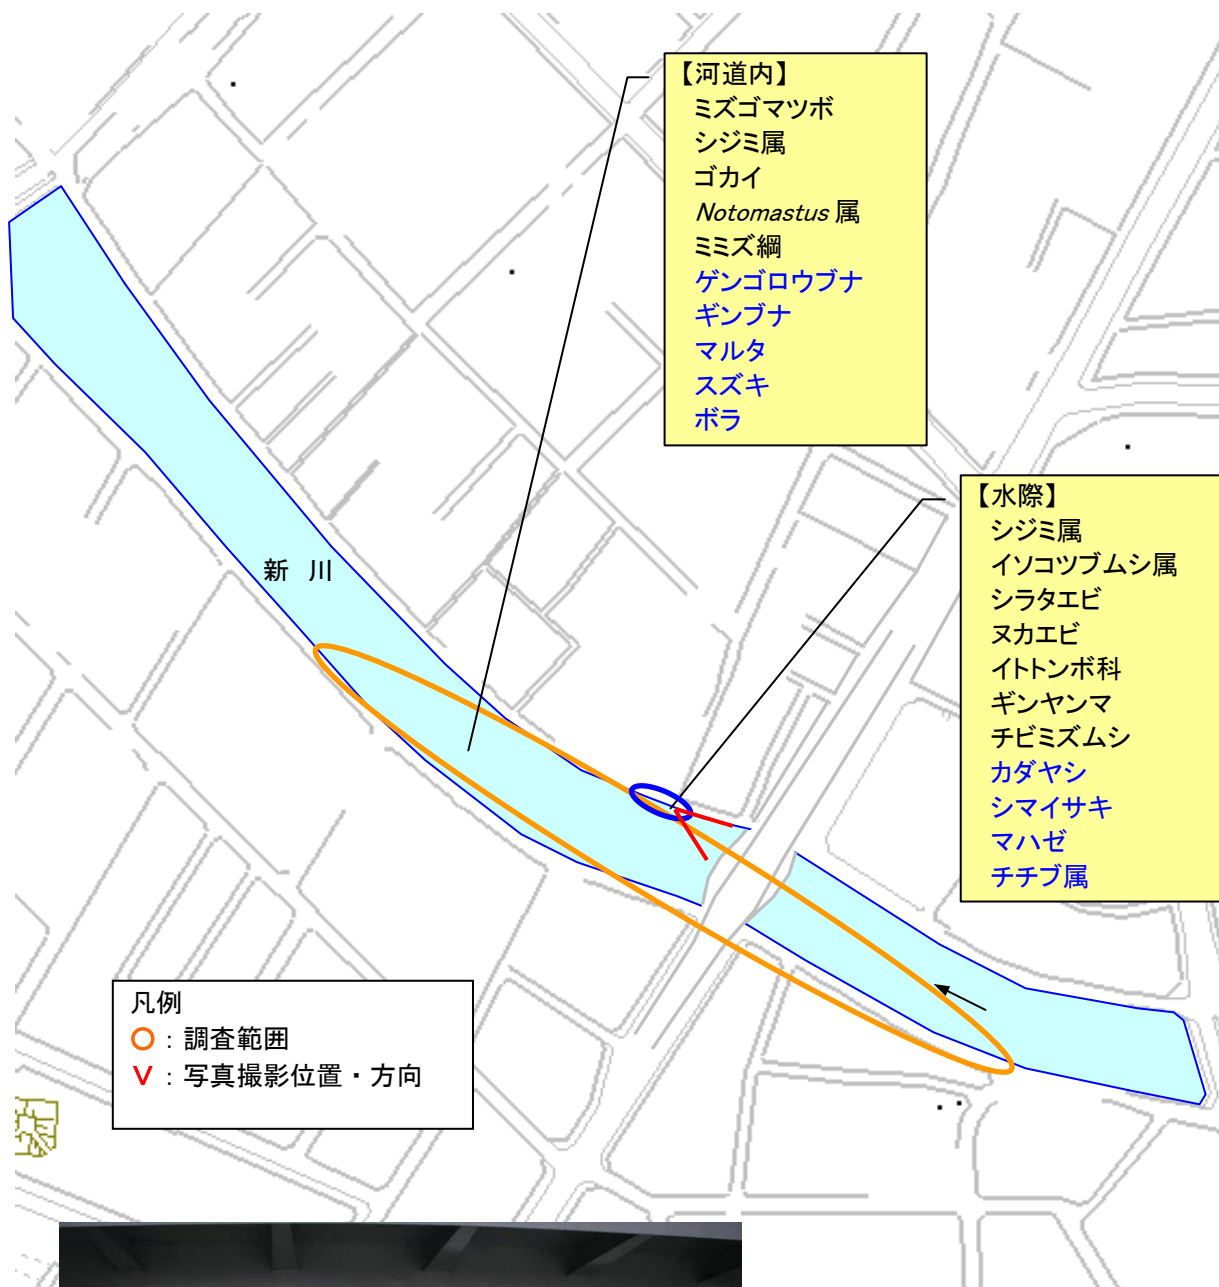 【河道内】
ミズゴマツボ
シジミ属
ゴカイ
Notomastus 属
ミミズ綱
ゲンゴロウブナ
ギンブナ
マルタ
スズキ
ボラ
【水際】
シジミ属
イソコツブムシ属
シラタエビ
ヌカエビ
イトトンボ科
ギンヤンマ
チビミズムシ
カダヤシ
シマイサキ
マハゼ
チチブ属
新 川
凡例
：調査範囲
：写真撮影位置・方向